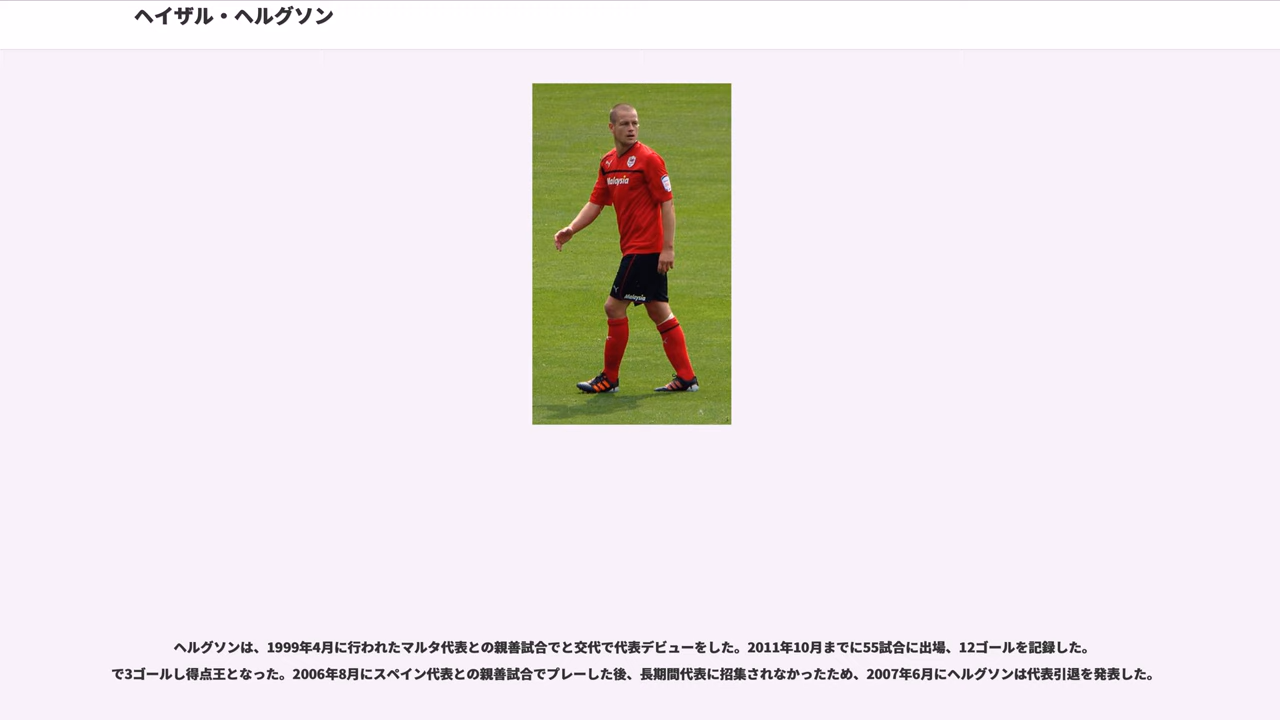 ヘイザル・ヘルグソン
Malaysia
Malaysia
ヘルグソンは、1999年4月に行われたマルタ代表との親善試合でと交代で代表デビューをした。2011年10月までに55試合に出場、12ゴールを記録した。
で3ゴールし得点王となった。2006年8月にスペイン代表との親善試合でプレーした後、長期間代表に招集されなかったため、2007年6月にヘルグソンは代表引退を発表した。